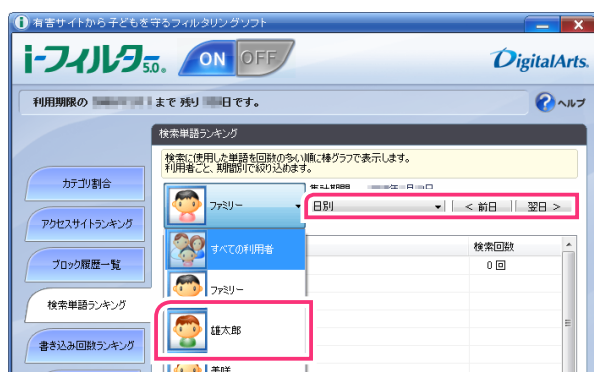 有害サイトから子どもを守るフィルタリングソフト
i-フィルター5.0. ON OFF DigitalArts.
利用期限の まで 残り 日です。 ヘルプ
検索単語ランキング
検索に使用した単語を回数の多い順に棒グラフで表示します。
利用者ごと、期間別で絞り込めます。
カテゴリ割合
アクセスサイトランキング
ブロック履歴一覧
検索単語ランキング
書き込み回数ランキング
集計期間
ファミリー 日別 < 前日 翌日 >
すべての利用者 検索回数
0 回
ファミリー
雄太郎
美咲